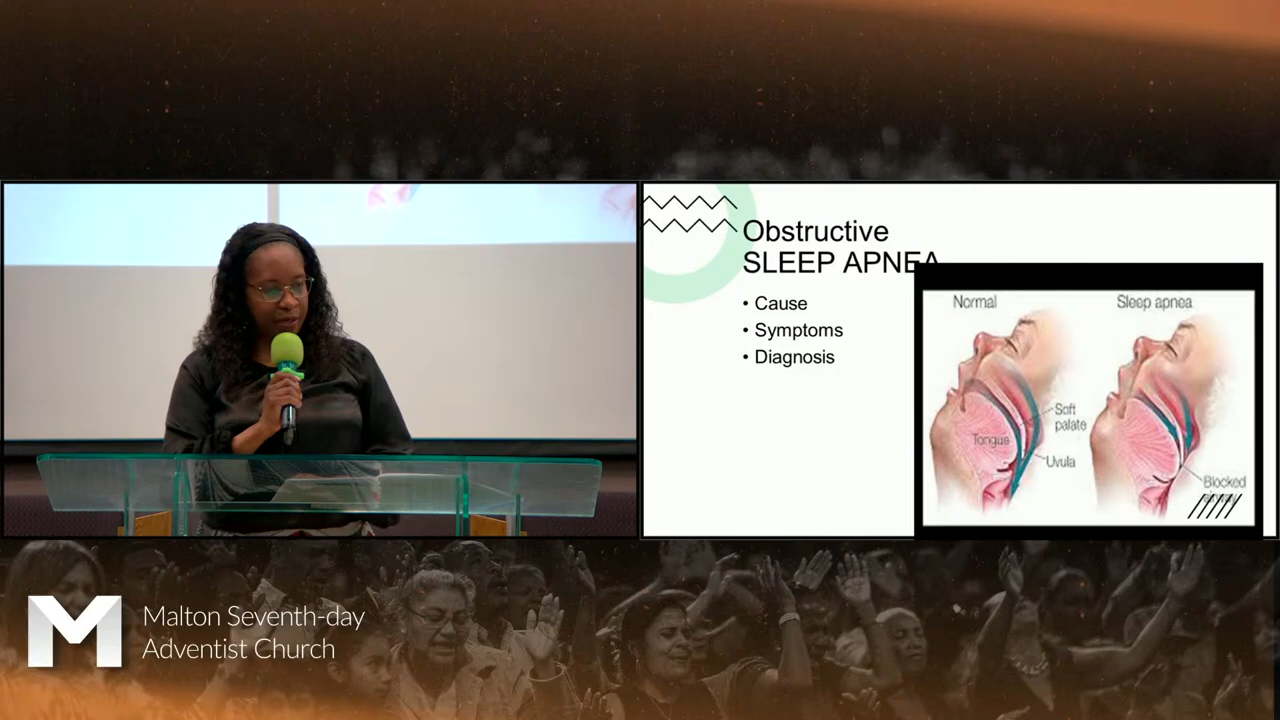 Obstructive
SLEEP APNEA
• Cause
• Symptoms
• Diagnosis
Normal
Sleep apnea
Soft
palate
Tongue
Uvula
Blocked
M
Malton Seventh-day
Adventist Church